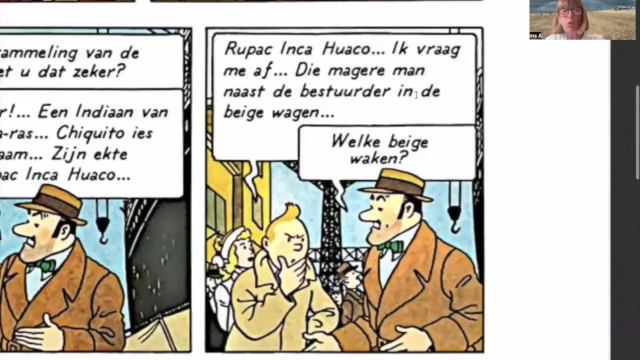 ammeling van de
et u dat zeker?
r!... Een Indiaan van
-ras... Chiquito ies
aam... Zijn ekte
pac Inca Huaco...
Rupac Inca Huaco... Ik vraag
me af... Die magere man
naast de bestuurder in de
beige wagen...
Welke beige
waken?